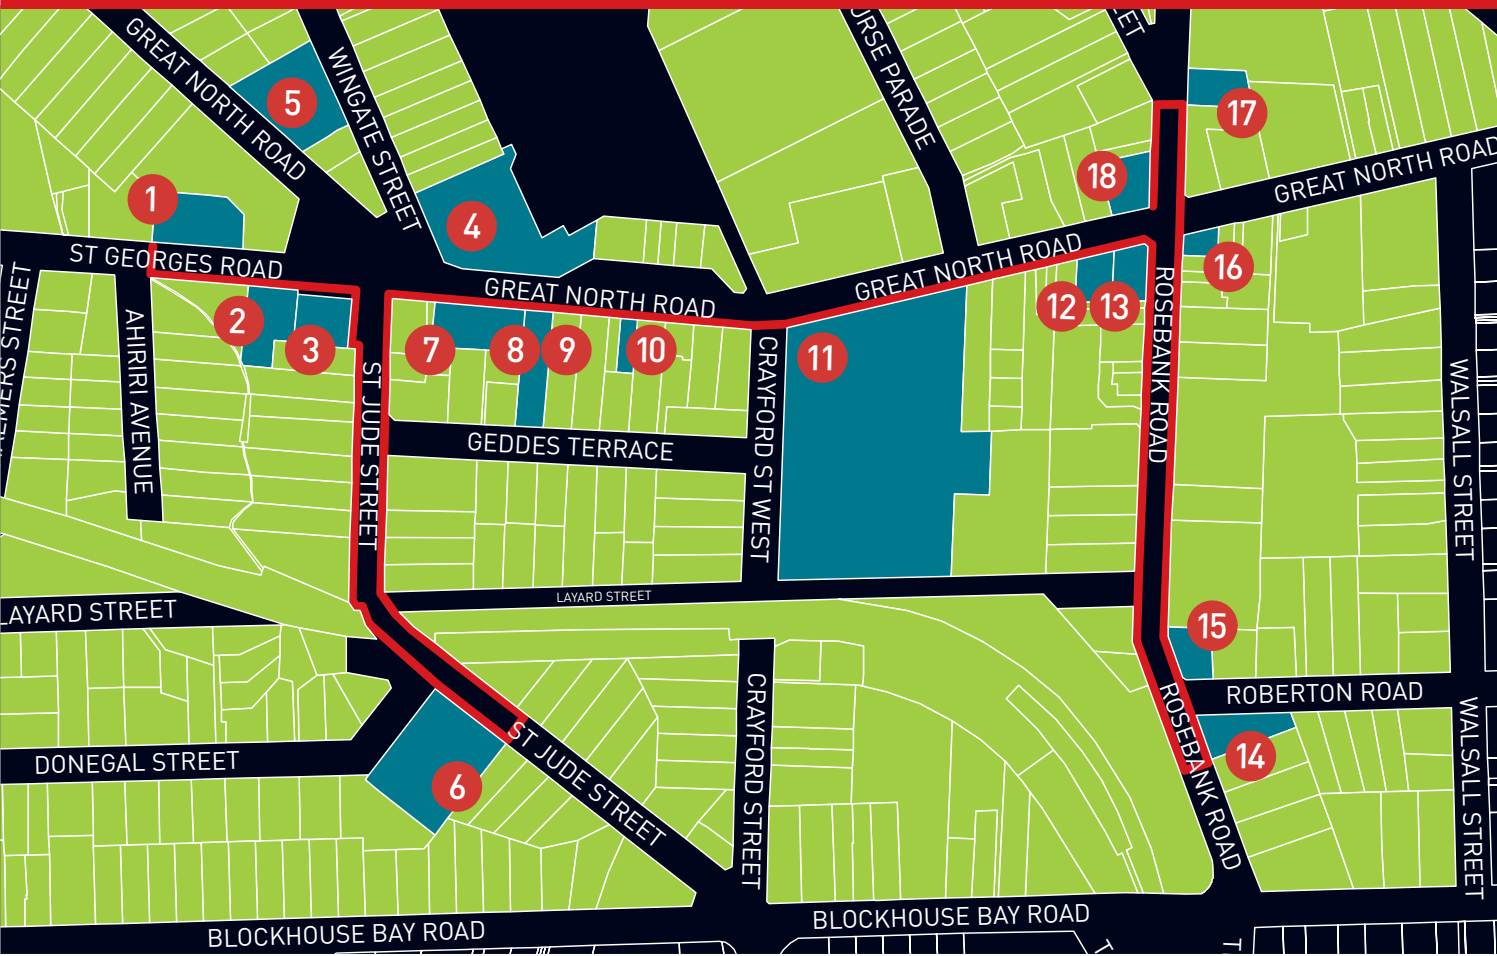 GREAT NORTH ROAD
WINGATE STREET
5
1
ST GEORGES ROAD
4
GREAT NORTH ROAD
17
18
GREAT NORTH ROAD
GREAT NORTH ROAD
16
2
3
AHIRIRI AVENUE
7
8
9
10
11
12
13
ST JUDE STREET
CRAYFORD ST WEST
ROSEBANK ROAD
WALSALL STREET
GEDDES TERRACE
LAYARD STREET
LAYARD STREET
15
ROBERTON ROAD
CRAYFORD STREET
ROSEBANK ROAD
WALSALL STREET
DONEGAL STREET
6
ST JUDE STREET
14
BLOCKHOUSE BAY ROAD
BLOCKHOUSE BAY ROAD